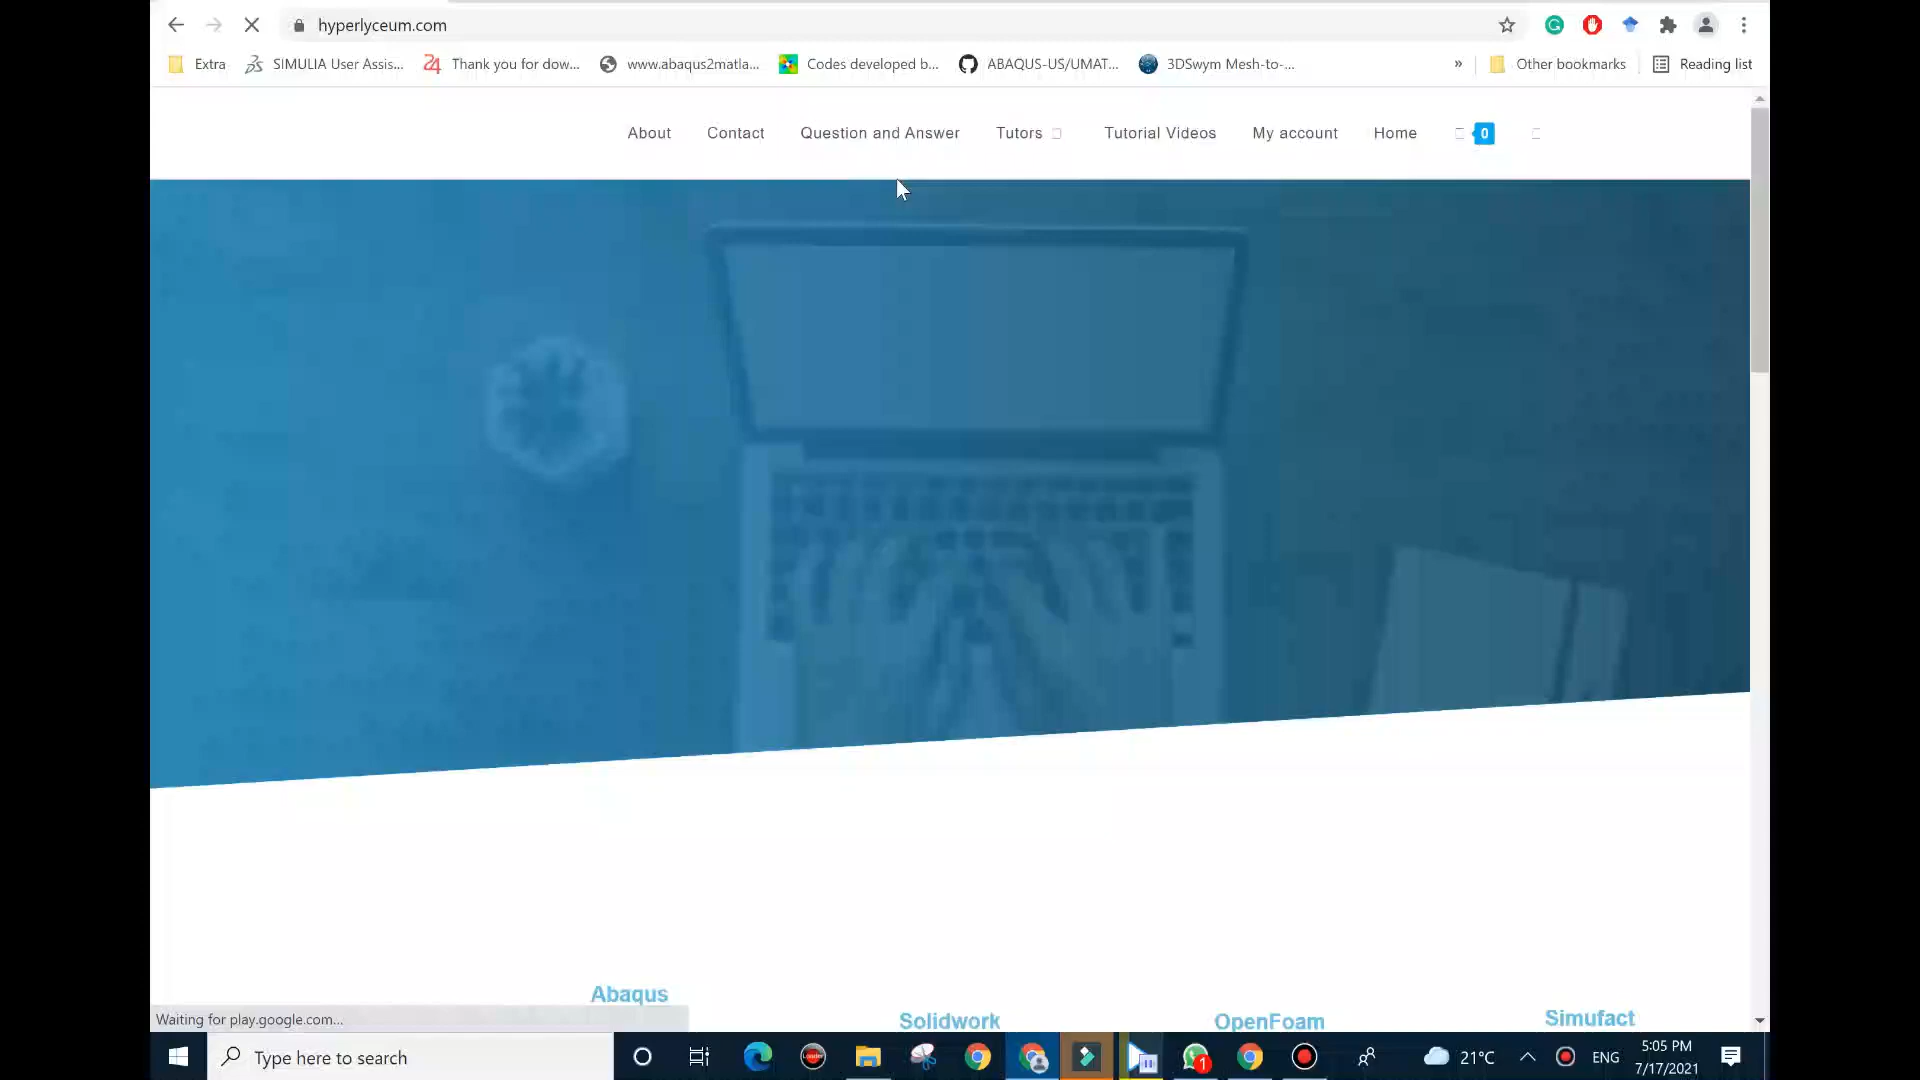 hyperlyceum.com
Extra SIMULIA User Assis... Thank you for dow... www.abaqus2matla... Codes developed b... ABAQUS-US/UMAT... 3DSwym Mesh-to-... » Other bookmarks Reading list
About Contact Question and Answer Tutors Tutorial Videos My account Home 0
Abaqus
Solidwork OpenFoam Simufact
Waiting for play.google.com...
Type here to search 1 21°C ENG 5:05 PM
7/17/2021